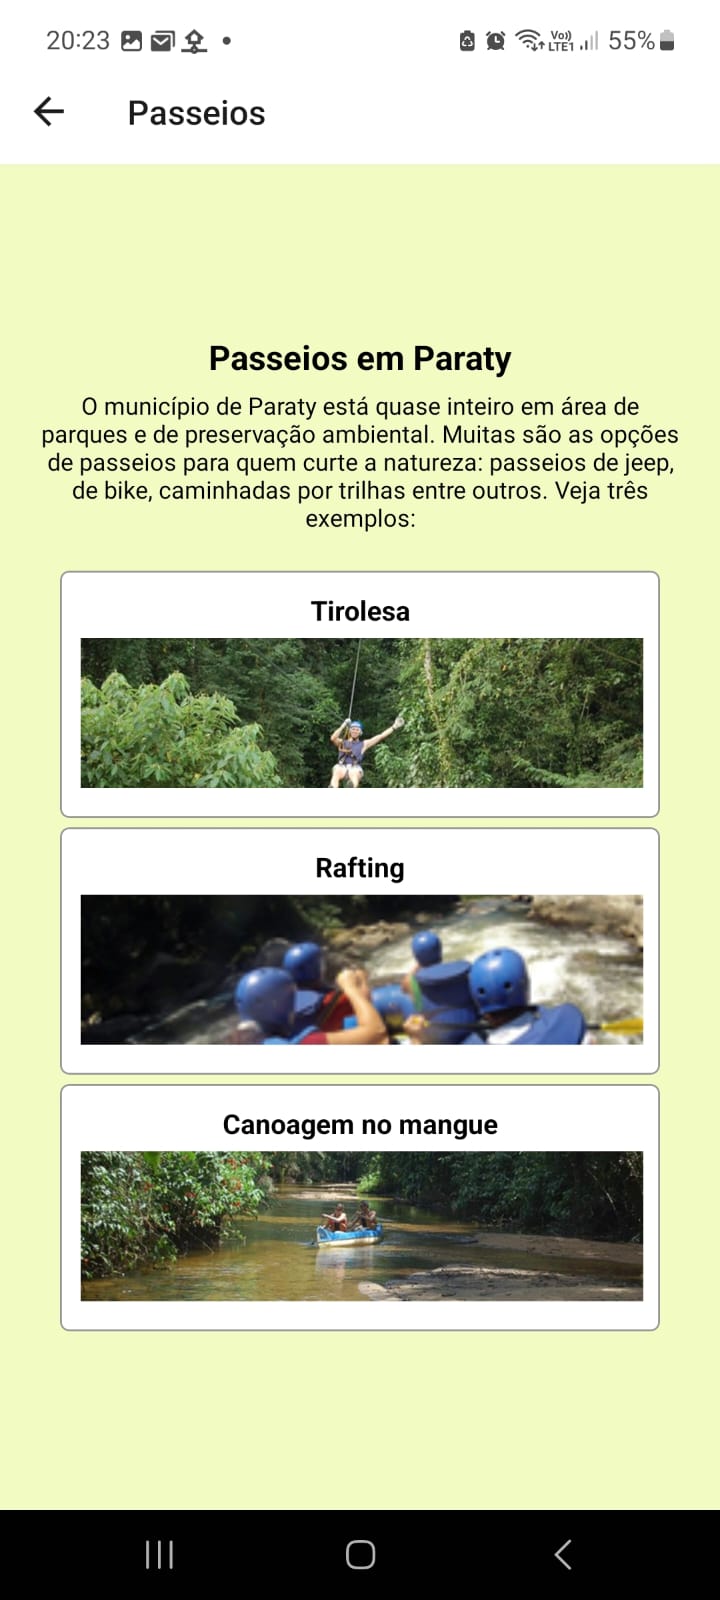 20:23
Vo))
LTE1
55%
Passeios
Passeios em Paraty
O município de Paraty está quase inteiro em área de
parques e de preservação ambiental. Muitas são as opções
de passeios para quem curte a natureza: passeios de jeep,
de bike, caminhadas por trilhas entre outros. Veja três
exemplos:
Tirolesa
Rafting
Canoagem no mangue